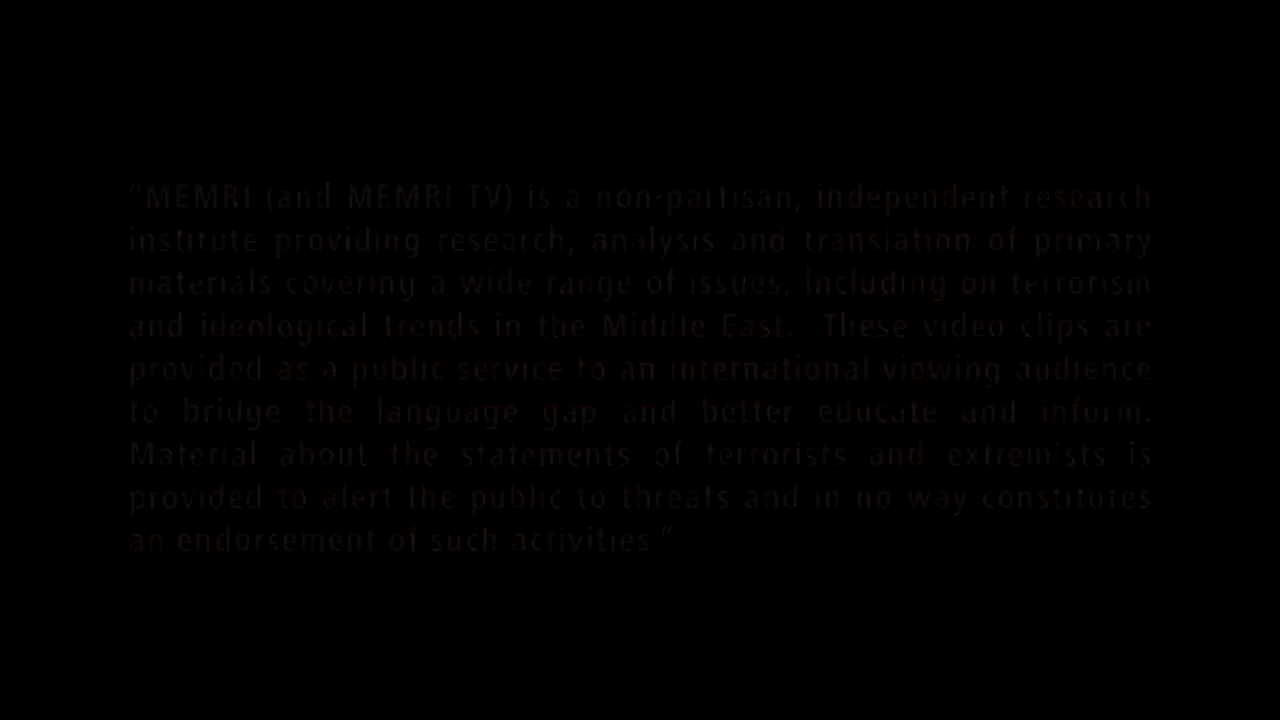 "MEMRI (and MEMRI TV) is a non-partisan, independent research
institute providing research, analysis and translation of primary
materials covering a wide range of issues, including on terrorism
and ideological trends in the Middle East. These video clips are
provided as a public service to an international viewing audience
to bridge the language gap and better educate and inform.
Material about the statements of terrorists and extremists is
provided to alert the public to threats and in no way constitutes
an endorsement of such activities."